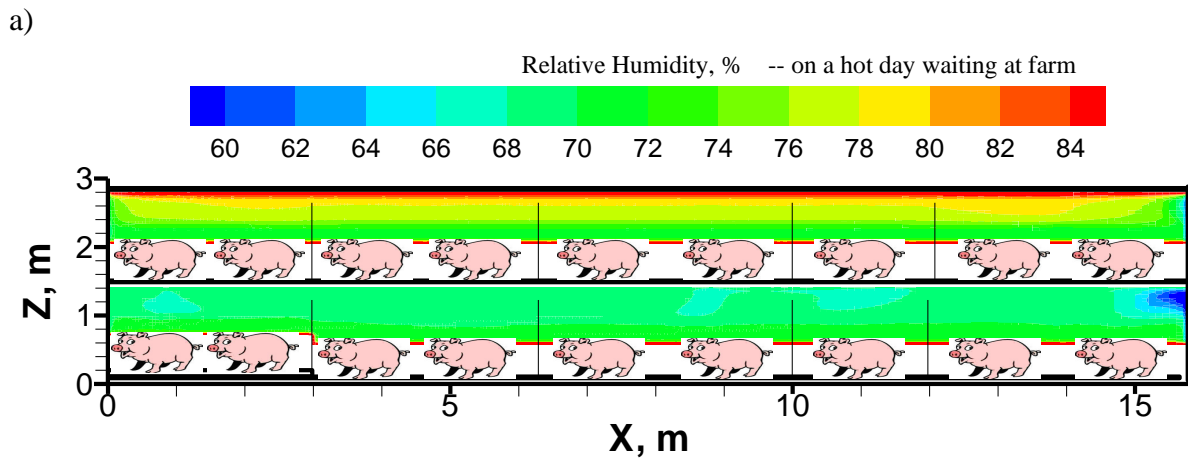 a)
Relative Humidity, % -- on a hot day waiting at farm
60 62 64 66 68 70 72 74 76 78 80 82 84
3
2
1
0
Z, m
0 5 10 15
X, m